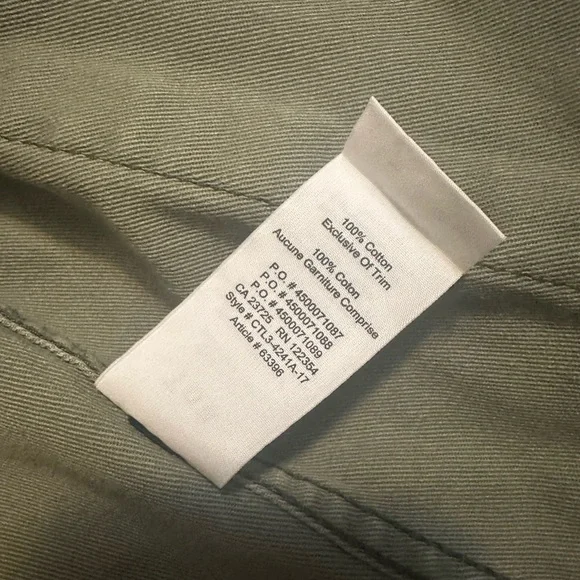 100% Cotton
Exclusive Of Trim
100% Coton
Aucune Garniture Comprise
P.O. # 4500071087
P.O. # 4500071088
P.O. # 4500071089
CA 23725 RN 122354
Style # CTL3-4241A-17
Article # 63396